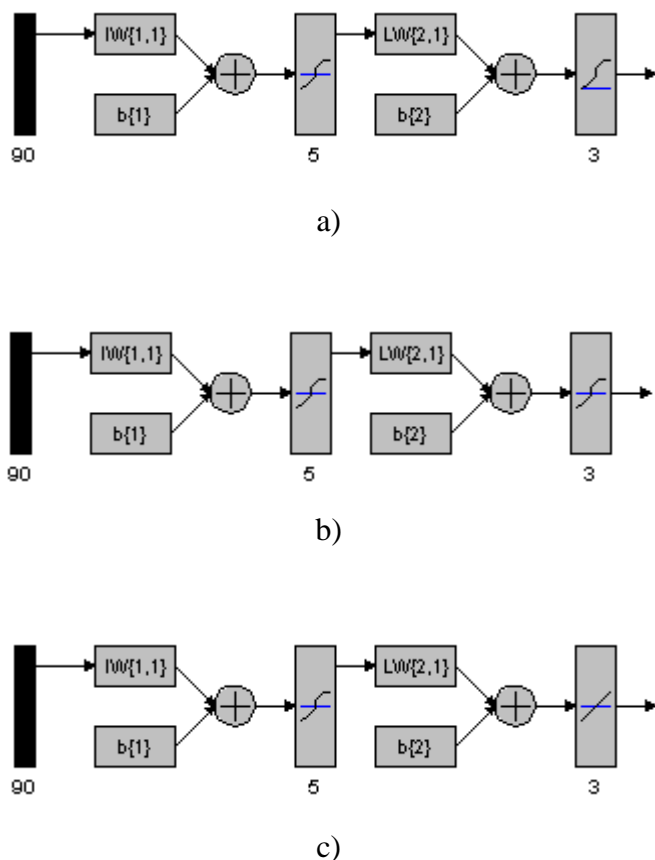 IW{1,1} LW{2,1}
b{1} b{2}
90 5 3
a)
IW{1,1} LW{2,1}
b{1} b{2}
90 5 3
b)
IW{1,1} LW{2,1}
b{1} b{2}
90 5 3
c)